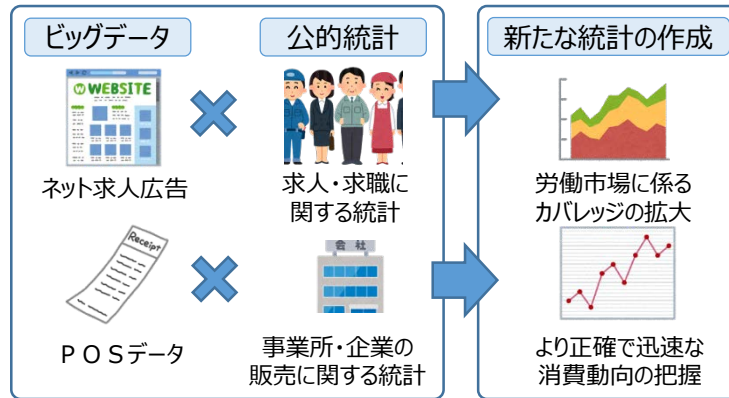 ビッグデータ
公的統計
新たな統計の作成
WEBSITE
ネット求人広告
求人・求職に
関する統計
労働市場に係る
カバレッジの拡大
Receipt
会社
ＰＯＳデータ
事業所・企業の
販売に関する統計
より正確で迅速な
消費動向の把握